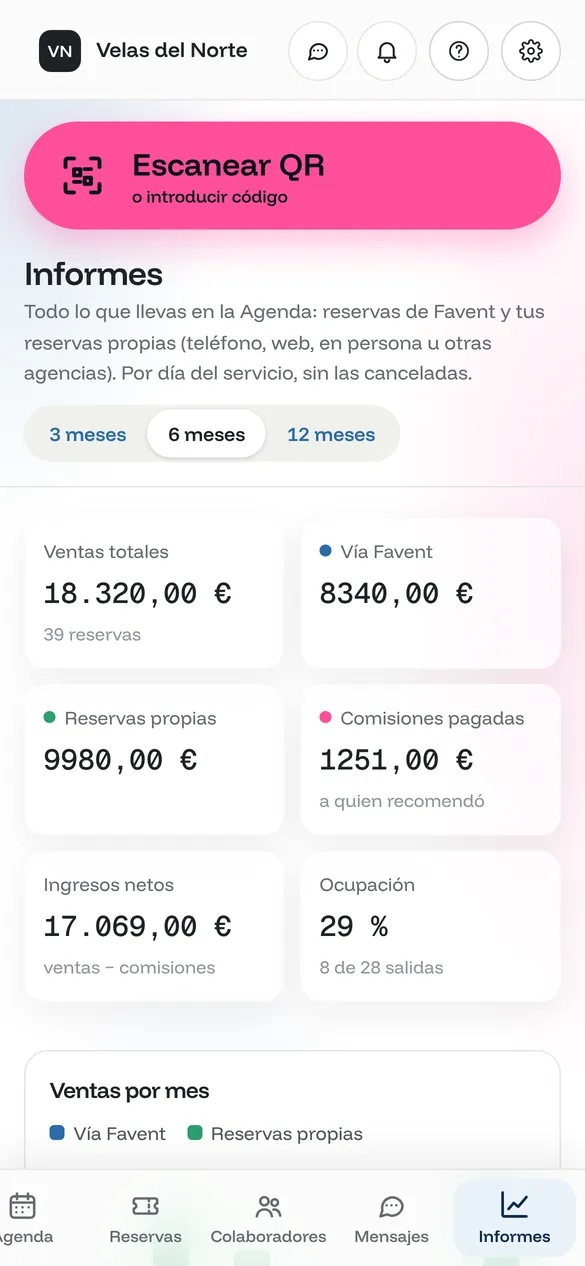 VN Velas del Norte
Escanear QR
o introducir código
Informes
Todo lo que llevas en la Agenda: reservas de Favent y tus
reservas propias (teléfono, web, en persona u otras
agencias). Por día del servicio, sin las canceladas.
3 meses 6 meses 12 meses
Ventas totales
18.320,00 €
39 reservas
Vía Favent
8340,00 €
Reservas propias
9980,00 €
Comisiones pagadas
1251,00 €
a quien recomendó
Ingresos netos
17.069,00 €
ventas − comisiones
Ocupación
29 %
8 de 28 salidas
Ventas por mes
Vía Favent Reservas propias
genda Reservas Colaboradores Mensajes Informes